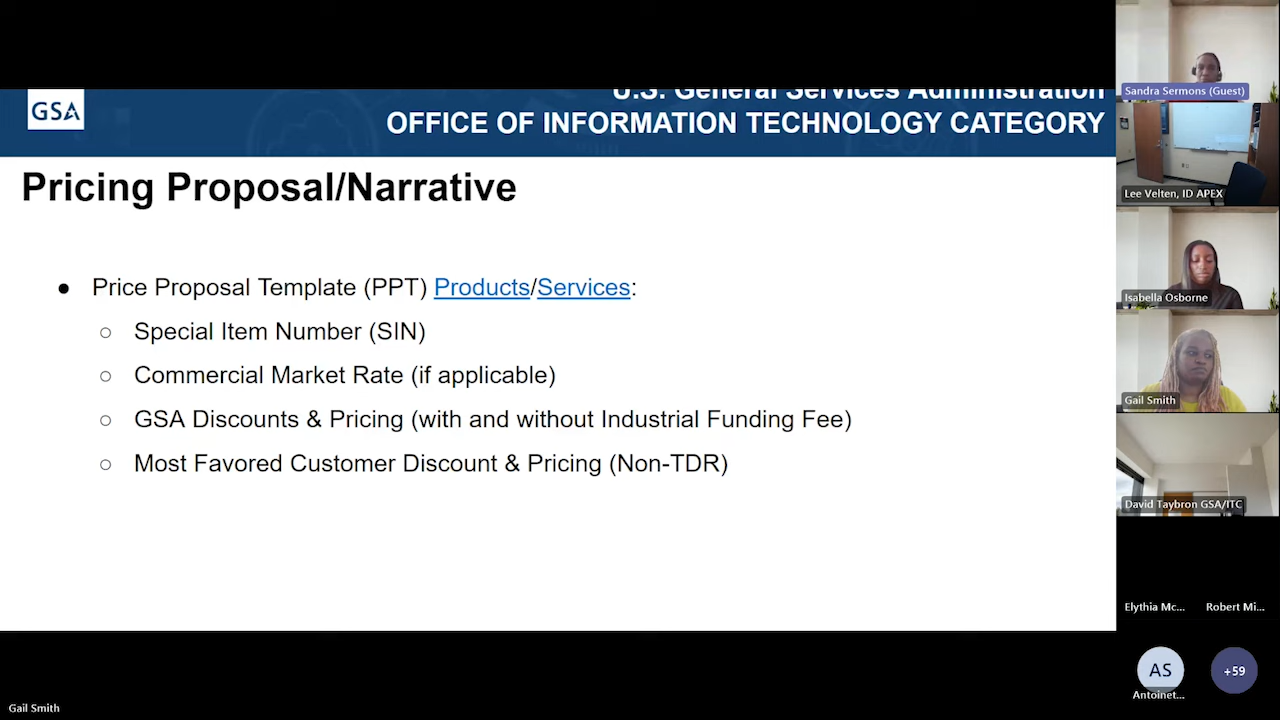 U.S. General Services Administration
GSA
OFFICE OF INFORMATION TECHNOLOGY CATEGORY
Pricing Proposal/Narrative
● Price Proposal Template (PPT) Products/Services:
○ Special Item Number (SIN)
○ Commercial Market Rate (if applicable)
○ GSA Discounts & Pricing (with and without Industrial Funding Fee)
○ Most Favored Customer Discount & Pricing (Non-TDR)
Sandra Sermons (Guest)
Lee Velten, ID APEX
Isabella Osborne
Gail Smith
David Taybron GSA/ITC
Elythia Mc...
Robert Mi...
AS
+59
Antoinet...
Gail Smith